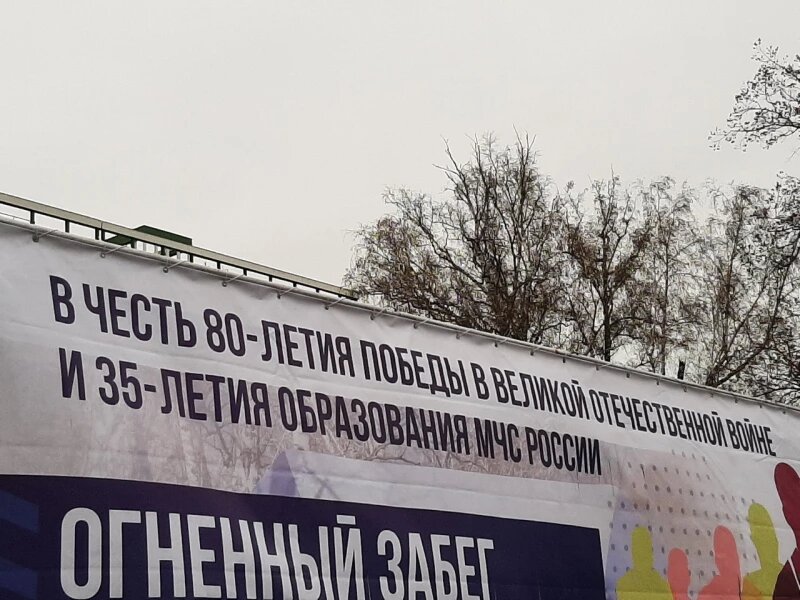 В ЧЕСТЬ 80-ЛЕТИЯ ПОБЕДЫ В ВЕЛИКОЙ ОТЕЧЕСТВЕННОЙ ВОЙНЕ
И 35-ЛЕТИЯ ОБРАЗОВАНИЯ МЧС РОССИИ
ОГНЕННЫЙ ЗАБЕГ